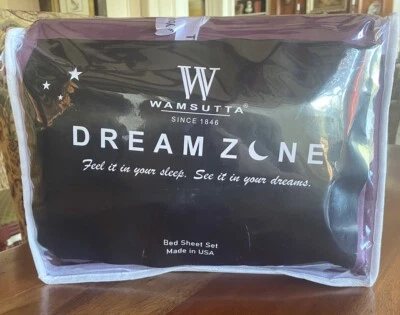 W
WAMSUTTA®
SINCE 1846
DREAM ZONE
Feel it in your sleep. See it in your dreams.
Bed Sheet Set
Made in USA